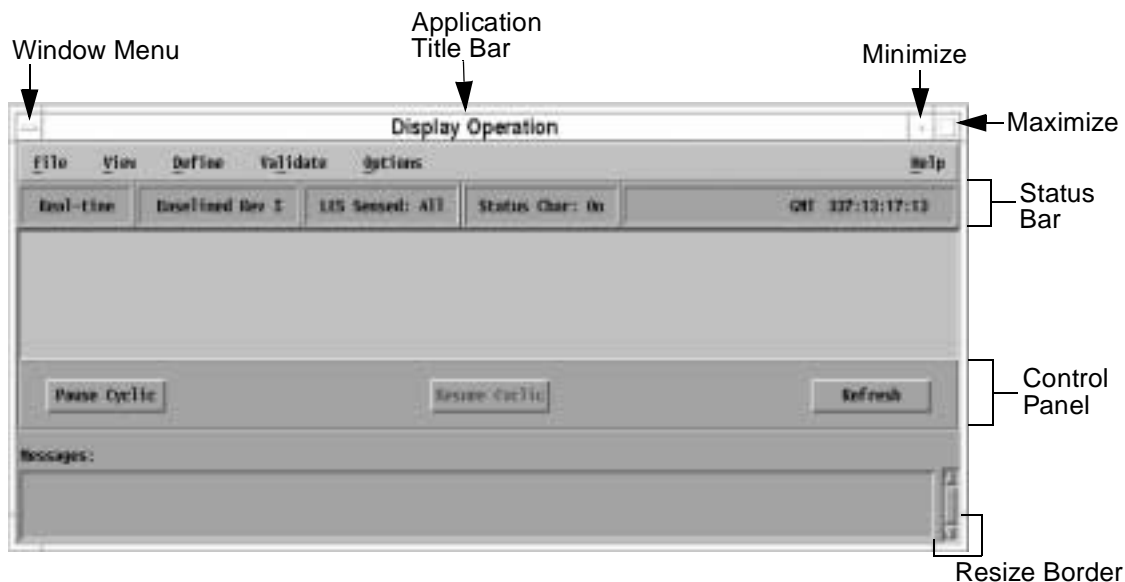 Application
Title Bar
Window Menu
Minimize
Maximize
Display Operation
File View Define Validate Options Help
Real-time Baselined Rev Sensed: All Status Char: On GMT 337:13:17:13
Status
Bar
Pause Cyclic Resume Cyclic Refresh
Control
Panel
Messages:
Resize Border